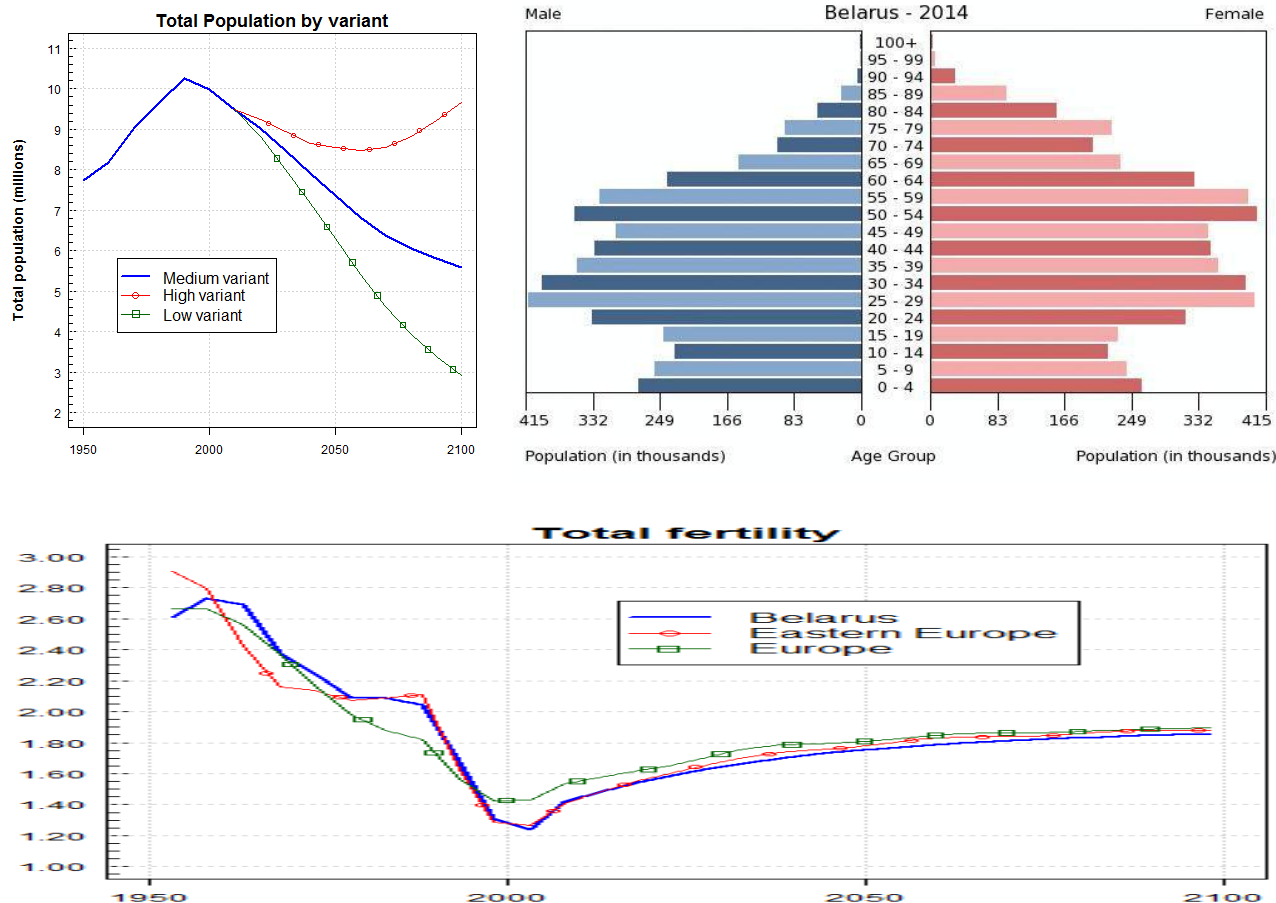 Total Population by variant
Total population (millions)
11
10
9
8
7
6
5
4
3
2
Medium variant
High variant
Low variant
1950 2000 2050 2100
Male Belarus - 2014 Female
100+
95 - 99
90 - 94
85 - 89
80 - 84
75 - 79
70 - 74
65 - 69
60 - 64
55 - 59
50 - 54
45 - 49
40 - 44
35 - 39
30 - 34
25 - 29
20 - 24
15 - 19
10 - 14
5 - 9
0 - 4
415 332 249 166 83 0 0 83 166 249 332 415
Population (in thousands) Age Group Population (in thousands)
Total fertility
3.00
2.80
2.60
2.40
2.20
2.00
1.80
1.60
1.40
1.20
1.00
Belarus
Eastern Europe
Europe
1950 2000 2050 2100